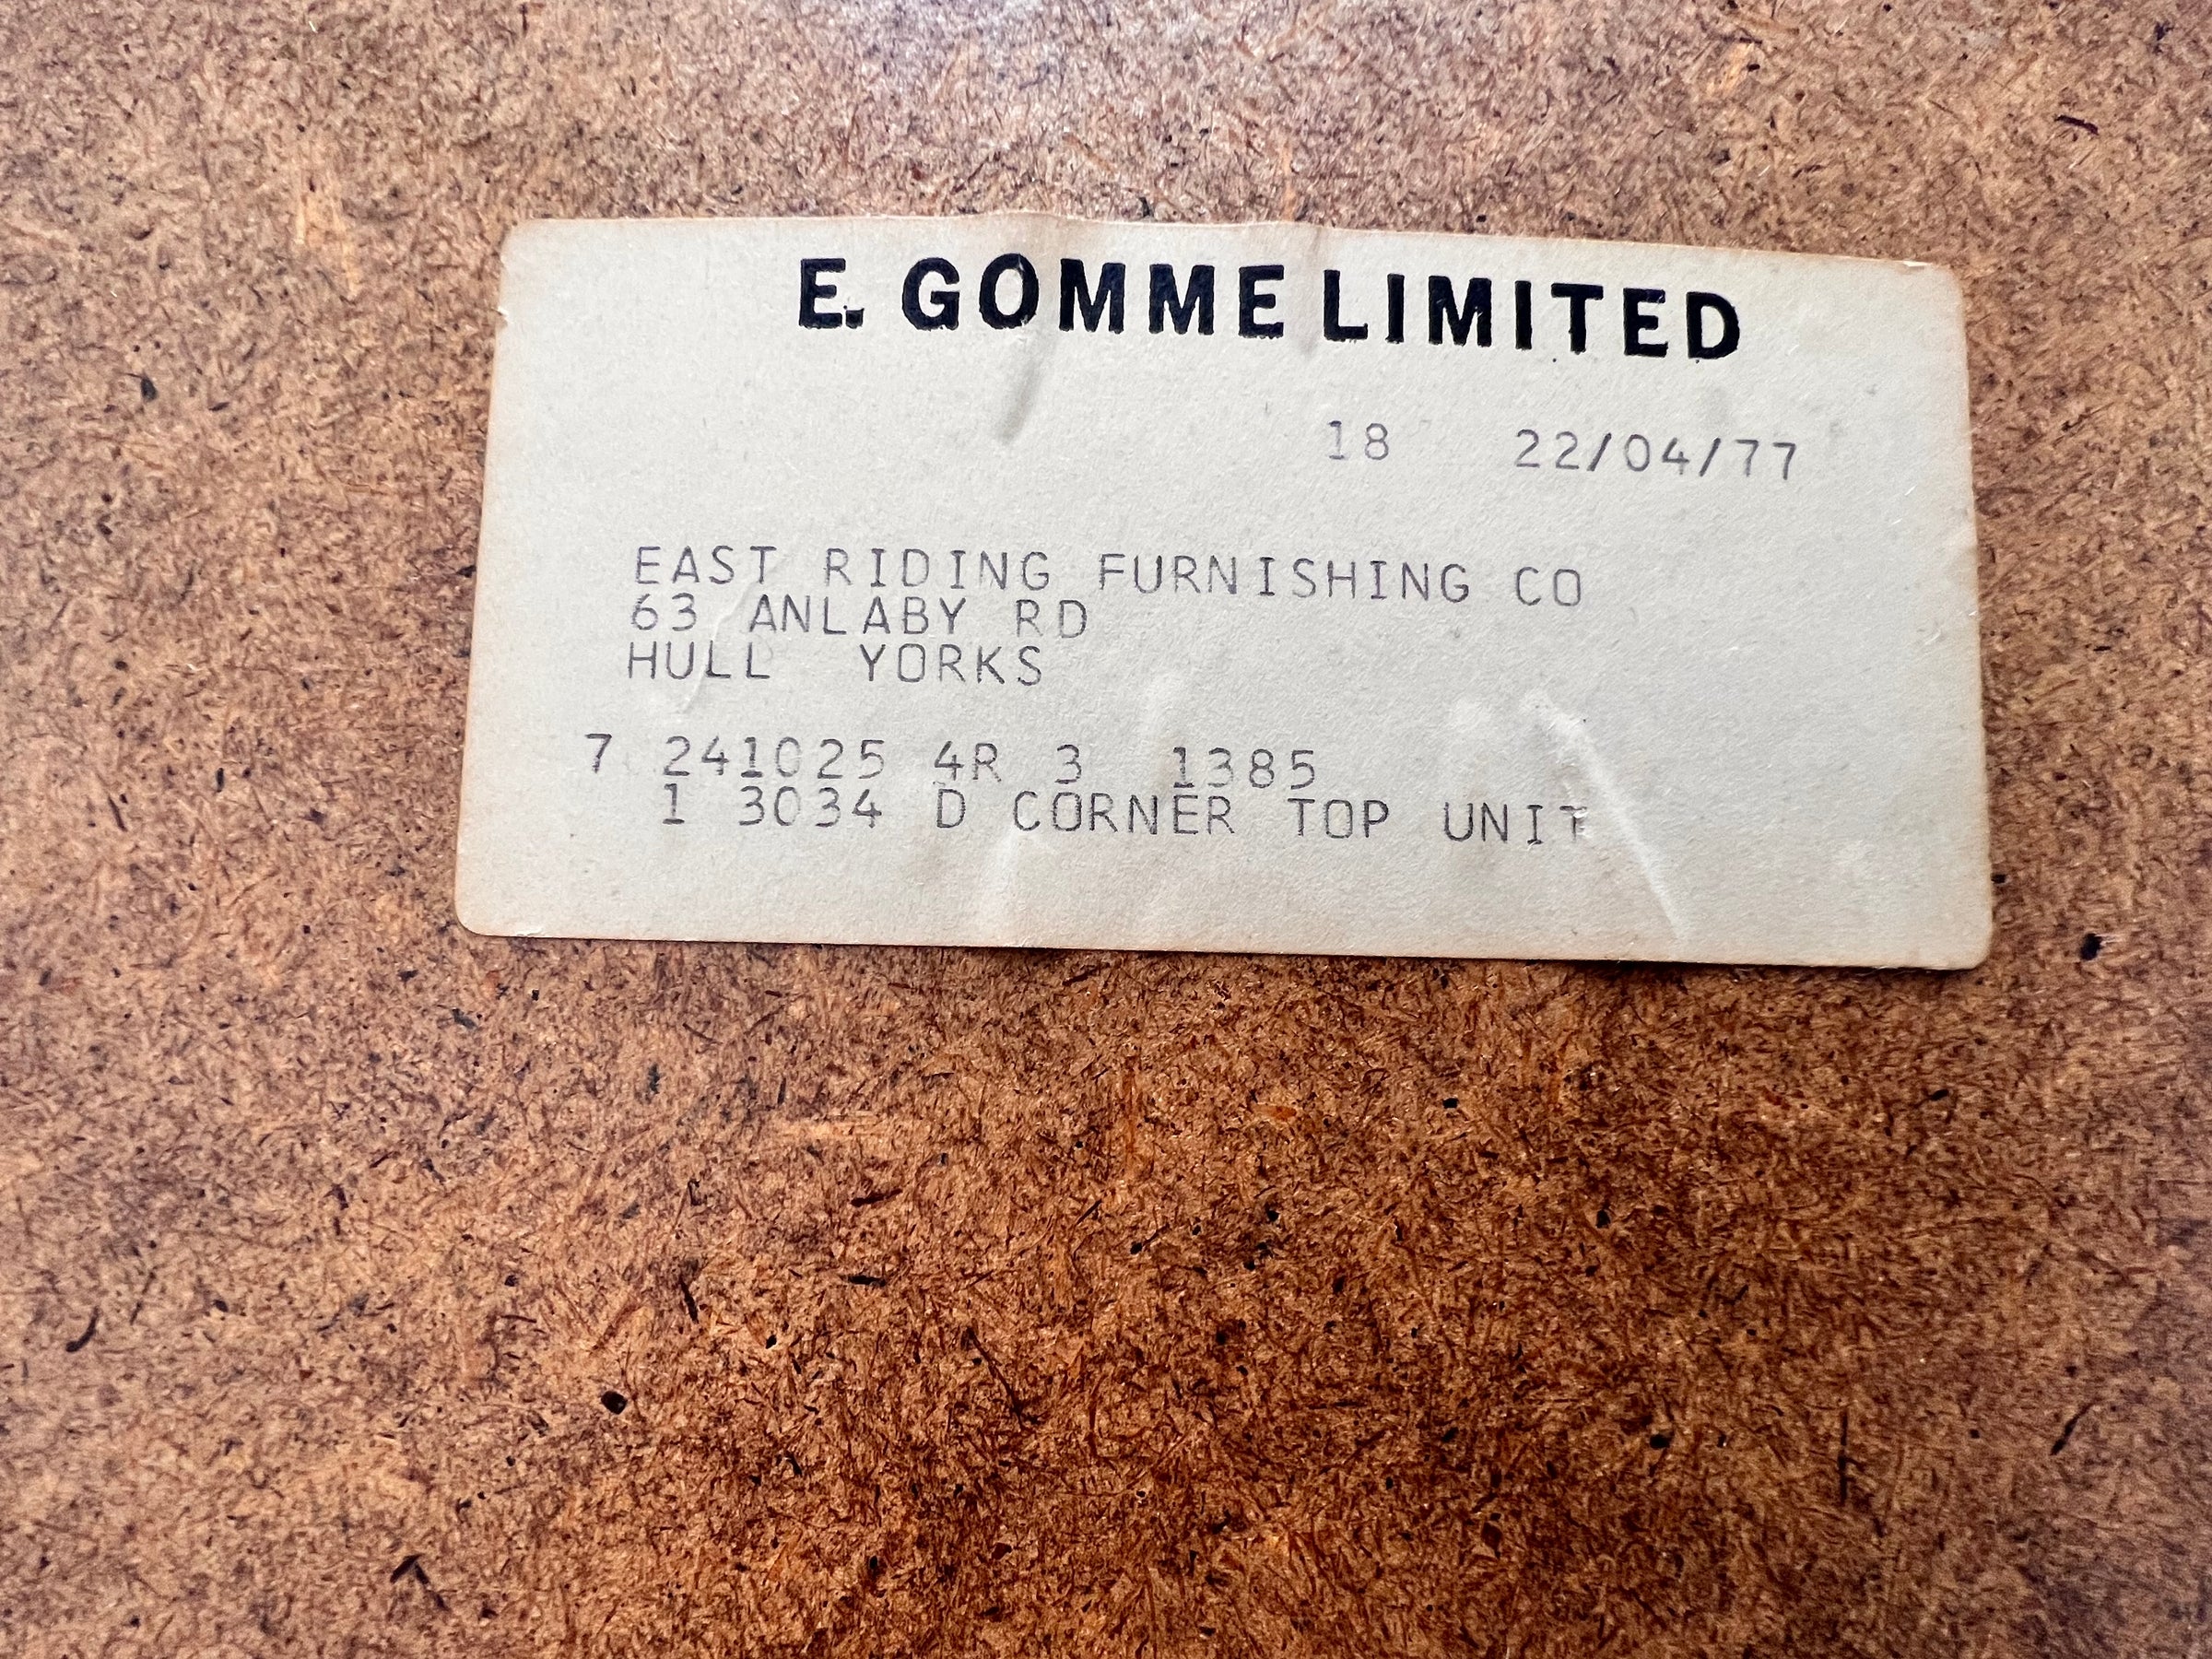 E. GOMME LIMITED
18 22/04/77
EAST RIDING FURNISHING CO
63 ANLABY RD
HULL YORKS
7 241025 4R 3 1385
1 3034 D CORNER TOP UNIT